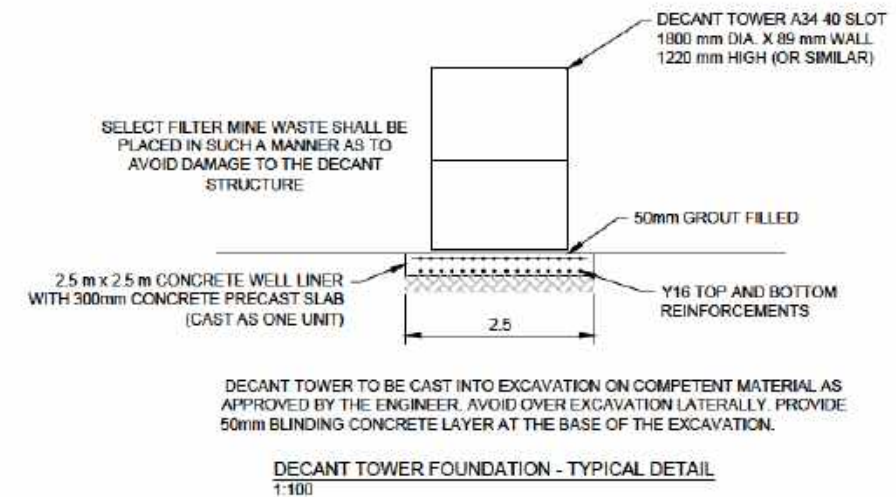 DECANT TOWER A34 40 SLOT
1800 mm DIA. X 89 mm WALL
1220 mm HIGH (OR SIMILAR)
SELECT FILTER MINE WASTE SHALL BE
PLACED IN SUCH A MANNER AS TO
AVOID DAMAGE TO THE DECANT
STRUCTURE
50mm GROUT FILLED
2.5 m x 2.5 m CONCRETE WELL LINER
WITH 300mm CONCRETE PRECAST SLAB
(CAST AS ONE UNIT)
Y16 TOP AND BOTTOM
REINFORCEMENTS
2.5
DECANT TOWER TO BE CAST INTO EXCAVATION ON COMPETENT MATERIAL AS
APPROVED BY THE ENGINEER. AVOID OVER EXCAVATION LATERALLY. PROVIDE
50mm BLINDING CONCRETE LAYER AT THE BASE OF THE EXCAVATION.
DECANT TOWER FOUNDATION - TYPICAL DETAIL
1:100